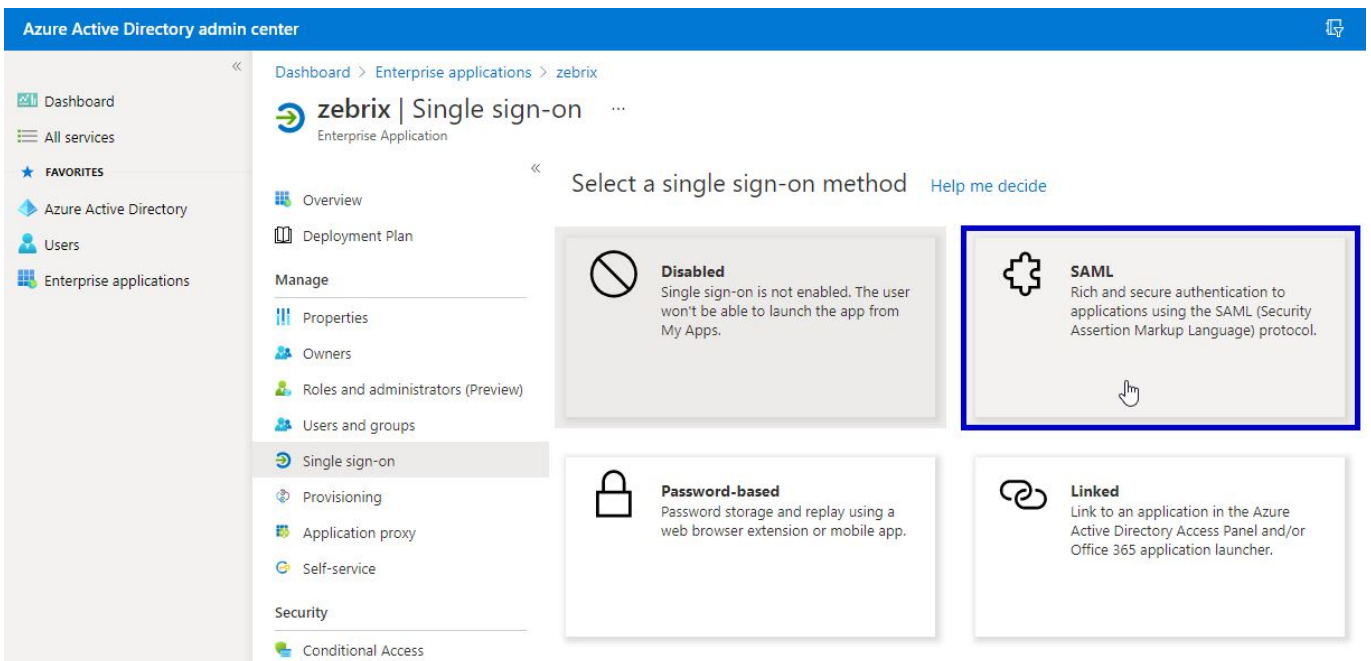 Azure Active Directory admin center
Dashboard
All services
FAVORITES
Azure Active Directory
Users
Enterprise applications
Dashboard > Enterprise applications > zebrix
zebrix | Single sign-on ...
Enterprise Application
Overview
Deployment Plan
Manage
Properties
Owners
Roles and administrators (Preview)
Users and groups
Single sign-on
Provisioning
Application proxy
Self-service
Security
Conditional Access
Select a single sign-on method Help me decide
Disabled
Single sign-on is not enabled. The user
won't be able to launch the app from
My Apps.
SAML
Rich and secure authentication to
applications using the SAML (Security
Assertion Markup Language) protocol.
Password-based
Password storage and replay using a
web browser extension or mobile app.
Linked
Link to an application in the Azure
Active Directory Access Panel and/or
Office 365 application launcher.